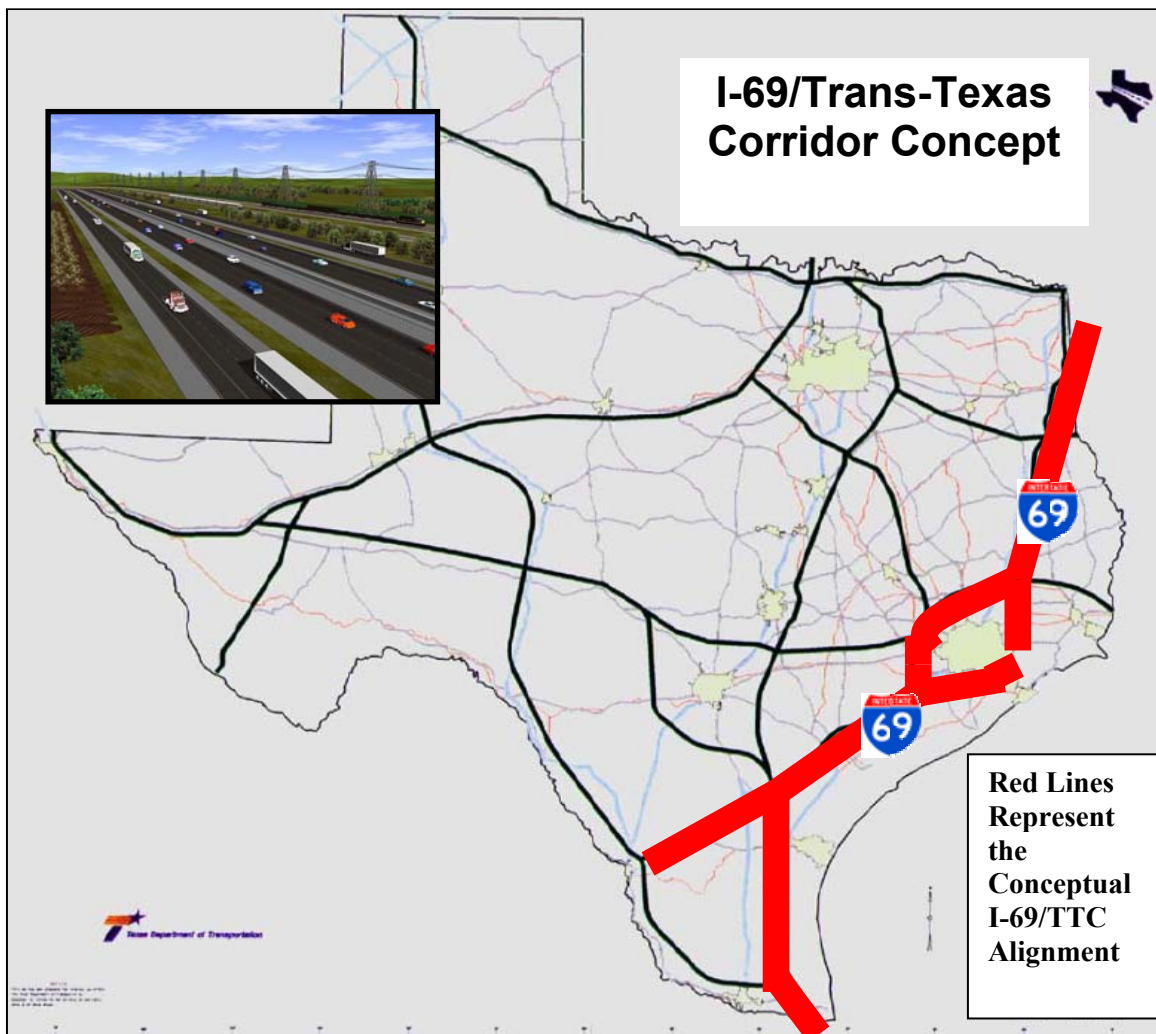 I-69/Trans-Texas
Corridor Concept
INTERSTATE
69
INTERSTATE
69
Red Lines
Represent
the
Conceptual
I-69/TTC
Alignment
Texas Department of Transportation